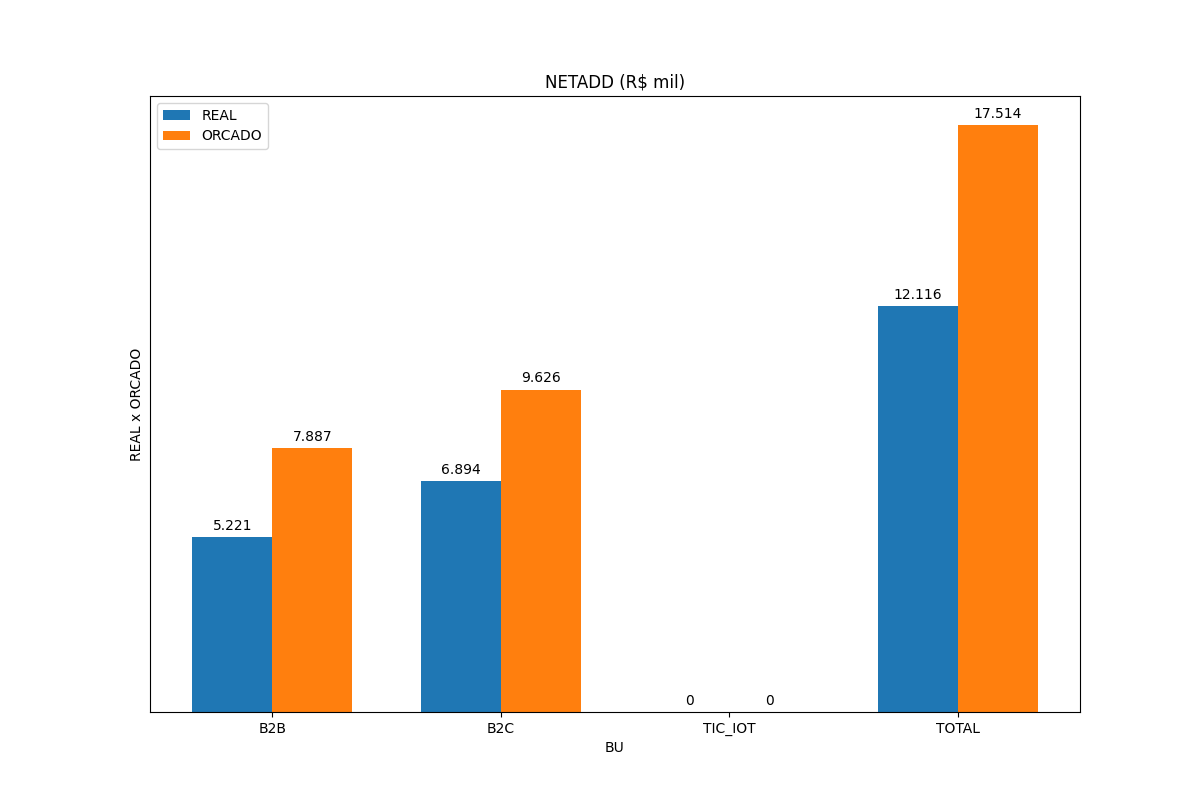 NETADD (R$ mil)
REAL
ORCADO
17.514
12.116
9.626
7.887
6.894
5.221
0 0
REAL x ORCADO
B2B B2C TIC_IOT TOTAL
BU